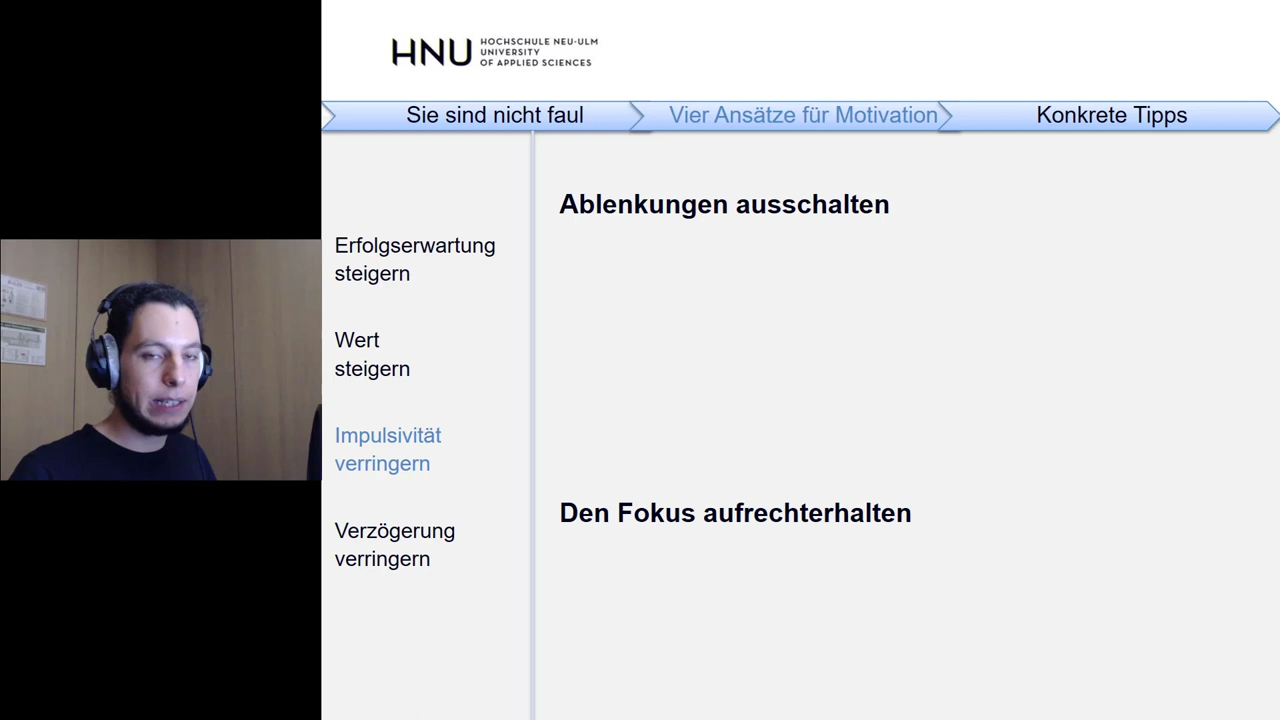 HNU
HOCHSCHULE NEU-ULM
UNIVERSITY
OF APPLIED SCIENCES
Sie sind nicht faul
Vier Ansätze für Motivation
Konkrete Tipps
Ablenkungen ausschalten
Erfolgserwartung
steigern
Wert
steigern
Impulsivität
verringern
Den Fokus aufrechterhalten
Verzögerung
verringern